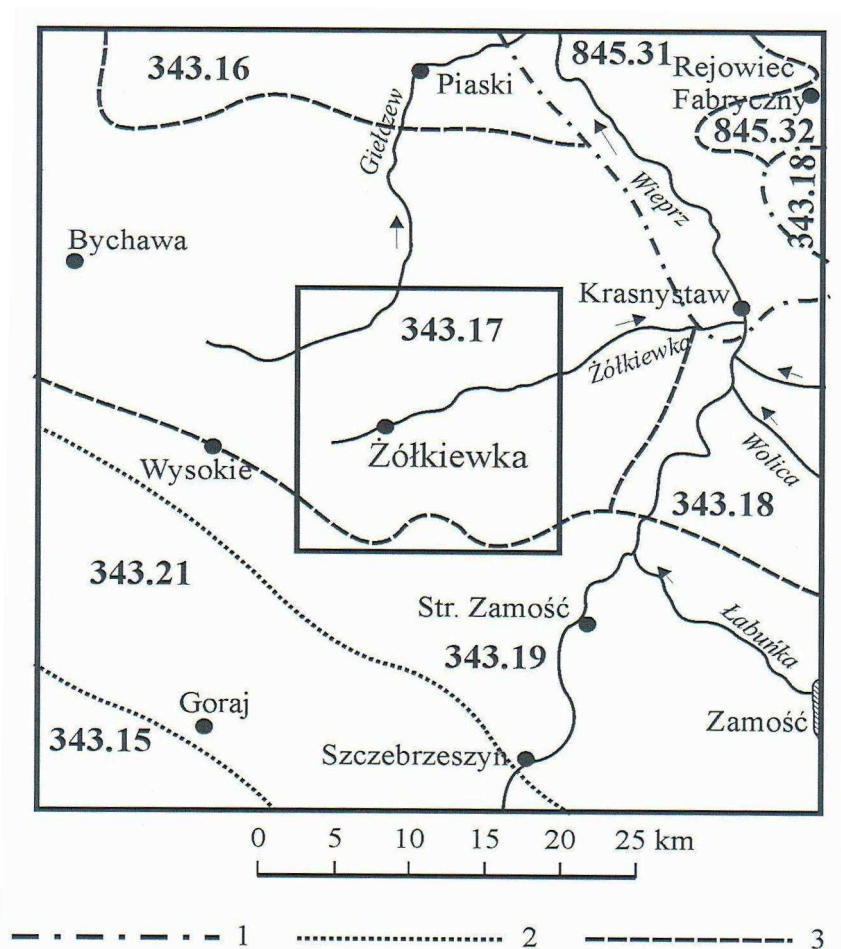 343.16
Piaski
845.31
Rejowiec
Fabryczny
845.32
343.18
Giełdzew
Wieprz
Bychawa
Krasnystaw
343.17
Żółkiewka
Żółkiewka
Wysokie
Wolica
343.18
343.21
Str. Zamość
343.19
Łabuńka
Goraj
Zamość
343.15
Szczebrzeszyn
0 5 10 15 20 25 km
1 2 3